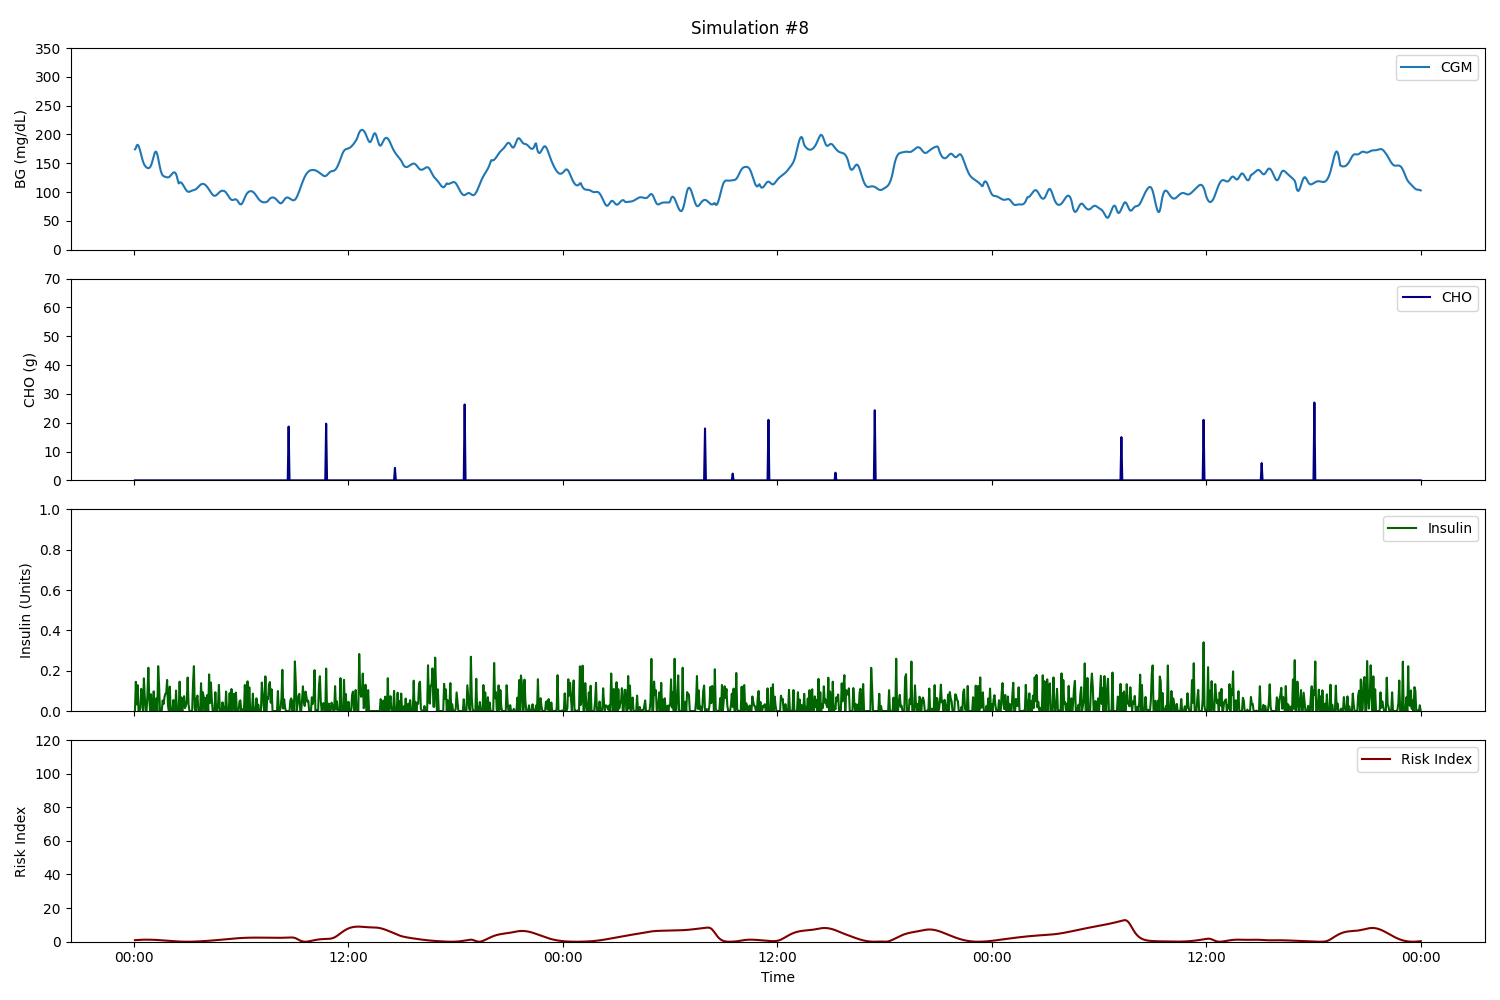 Simulation #8
350
300
250
200
150
100
50
0
BG (mg/dL)
CGM
70
60
50
40
30
20
10
0
CHO (g)
CHO
1.0
0.8
0.6
0.4
0.2
0.0
Insulin (Units)
Insulin
120
100
80
60
40
20
0
Risk Index
Risk Index
00:00 12:00 00:00 12:00 00:00 12:00 00:00
Time